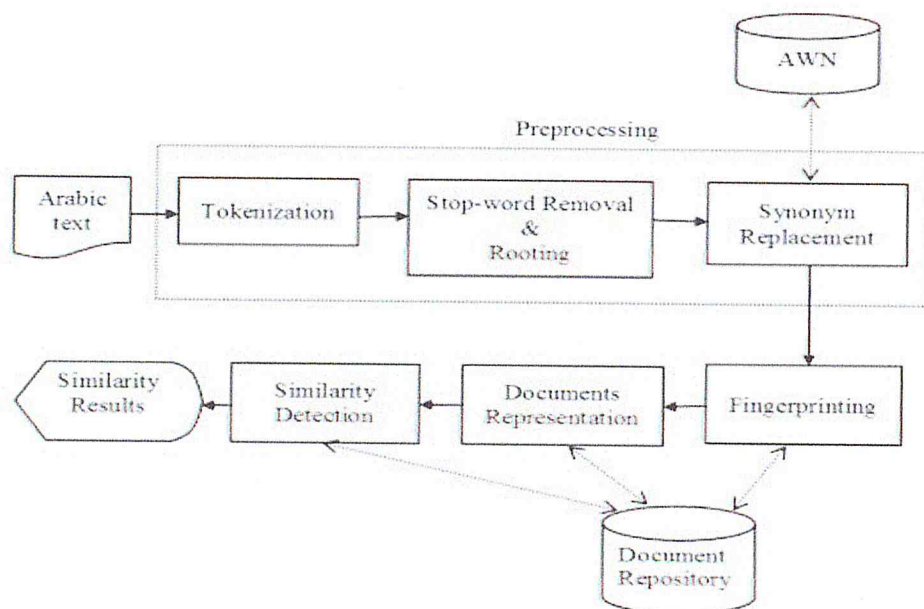 AWN
Preprocessing
Arabic
text
Tokenization
Stop-word Removal
&
Rooting
Synonym
Replacement
Similarity
Results
Similarity
Detection
Documents
Representation
Fingerprinting
Document
Repository